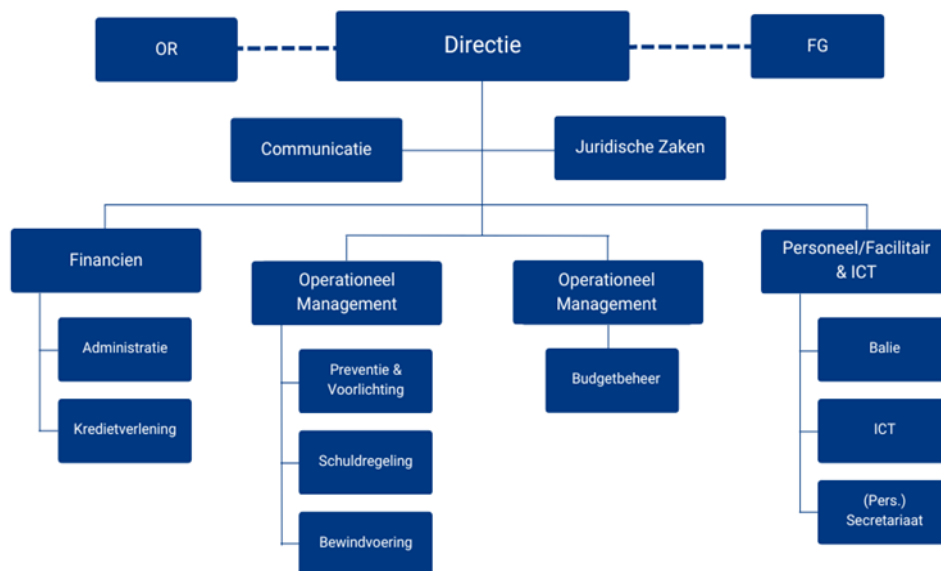 OR
Directie
FG
Communicatie
Juridische Zaken
Financien
Operationeel
Management
Operationeel
Management
Personeel/Facilitair
& ICT
Administratie
Kredietverlening
Preventie &
Voorlichting
Schuldregeling
Bewindvoering
Budgetbeheer
Balie
ICT
(Pers.)
Secretariaat